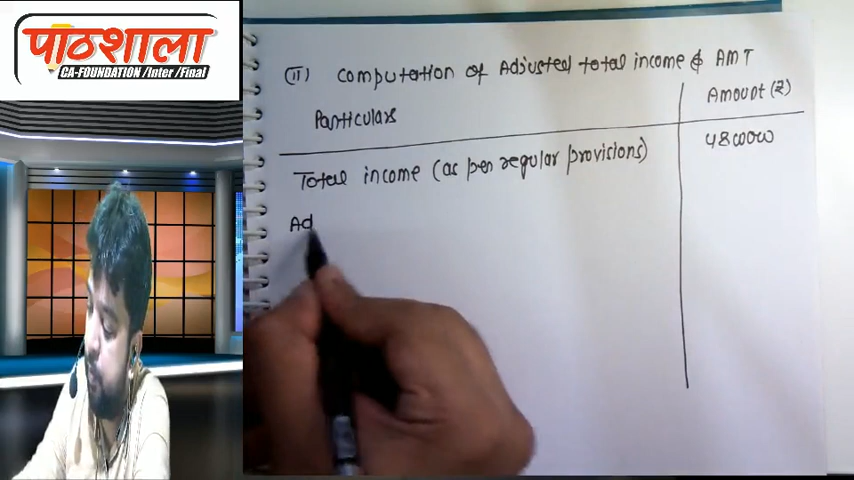 पाठशाला
CA-FOUNDATION/Inter/Final
(II) Computation of Adjusted total income & AMT
Particulars
Amount (₹)
Total income (as per regular provisions)
4800000
Ad